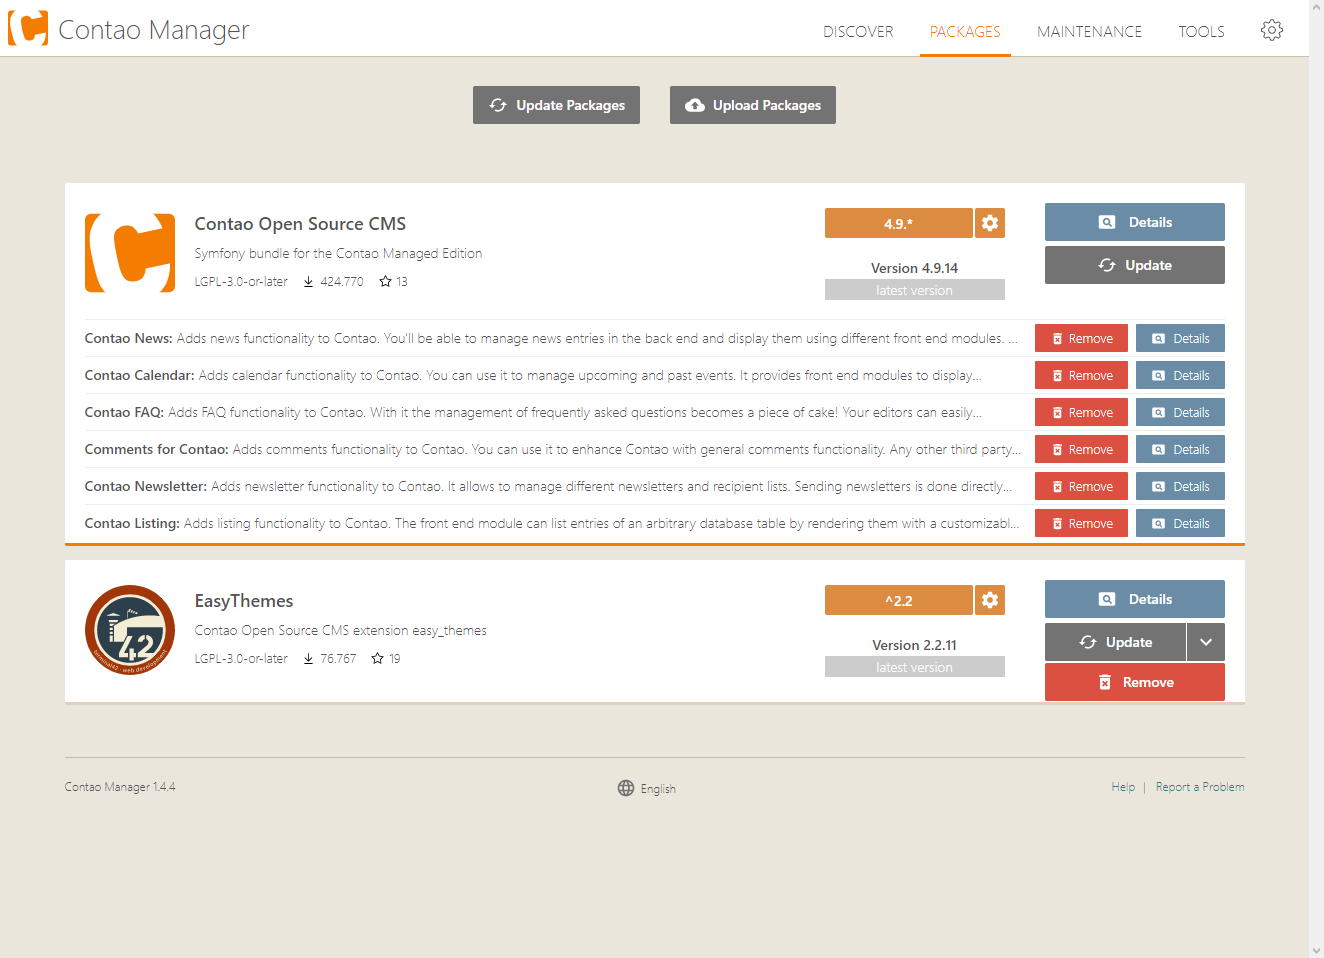 Contao Manager
DISCOVER
PACKAGES
MAINTENANCE
TOOLS
Update Packages
Upload Packages
Contao Open Source CMS
Symfony bundle for the Contao Managed Edition
LGPL-3.0-or-later 424.770 13
4.9.*
Version 4.9.14
latest version
Details
Update
Contao News: Adds news functionality to Contao. You'll be able to manage news entries in the back end and display them using different front end modules. ...
Remove
Details
Contao Calendar: Adds calendar functionality to Contao. You can use it to manage upcoming and past events. It provides front end modules to display...
Remove
Details
Contao FAQ: Adds FAQ functionality to Contao. With it the management of frequently asked questions becomes a piece of cake! Your editors can easily...
Remove
Details
Comments for Contao: Adds comments functionality to Contao. You can use it to enhance Contao with general comments functionality. Any other third party...
Remove
Details
Contao Newsletter: Adds newsletter functionality to Contao. It allows to manage different newsletters and recipient lists. Sending newsletters is done directly...
Remove
Details
Contao Listing: Adds listing functionality to Contao. The front end module can list entries of an arbitrary database table by rendering them with a customizabl...
Remove
Details
42
terminal42 - web development
EasyThemes
Contao Open Source CMS extension easy_themes
LGPL-3.0-or-later 76.767 19
^2.2
Version 2.2.11
latest version
Details
Update
Remove
Contao Manager 1.4.4
English
Help | Report a Problem